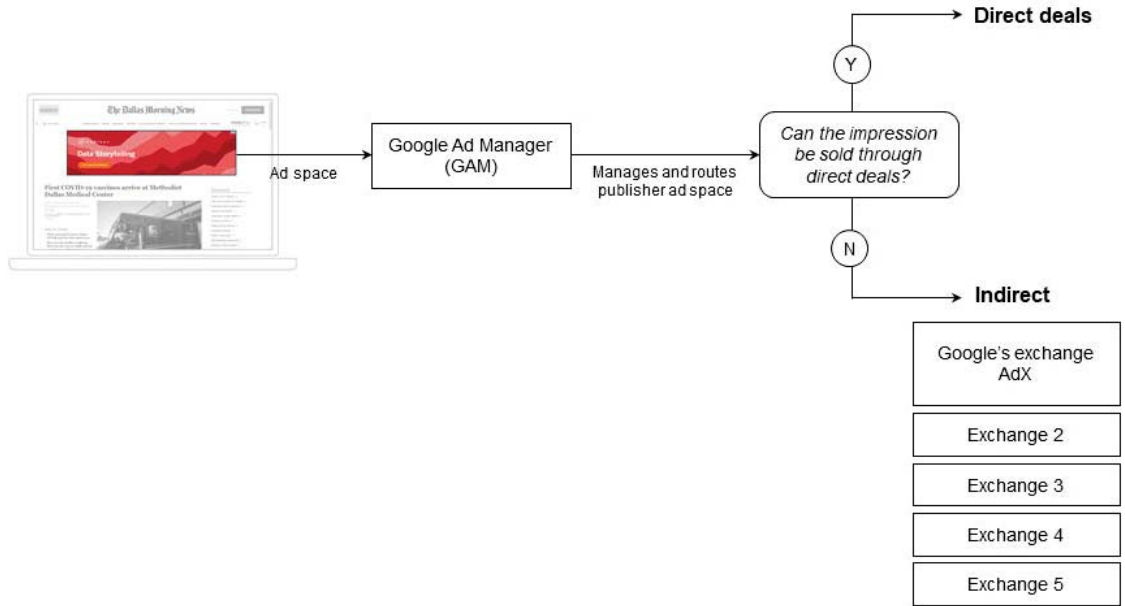 Direct deals
Y
The Dallas Morning News
Data Storytelling
First COVID-19 vaccines arrive at Methodist
Dallas Medical Center
Ad space
Google Ad Manager
(GAM)
Manages and routes
publisher ad space
Can the impression
be sold through
direct deals?
N
Indirect
Google’s exchange
AdX
Exchange 2
Exchange 3
Exchange 4
Exchange 5